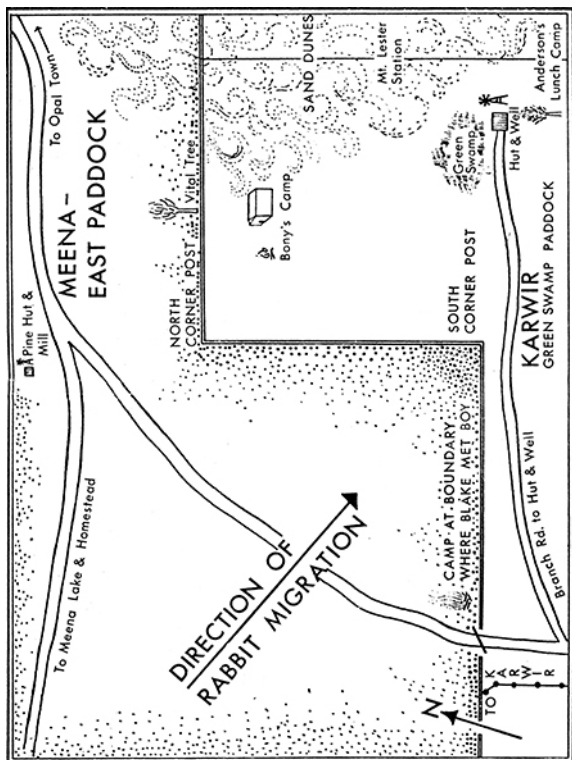 To Opal Town
MEENA–
EAST PADDOCK
Pine Hut &
Mill
To Meena Lake & Homestead
SAND DUNES
Mt. Lester
Station
Anderson's
Lunch Camp
Vital Tree
Bony's Camp
Green
Swamp
Hut & Well
NORTH
CORNER POST
SOUTH
CORNER POST
KARWIR
GREEN SWAMP PADDOCK
DIRECTION OF
RABBIT MIGRATION
CAMP AT BOUNDARY
WHERE BLAKE MET BOY
Branch Rd. to Hut & Well
TO
KARWIR
N